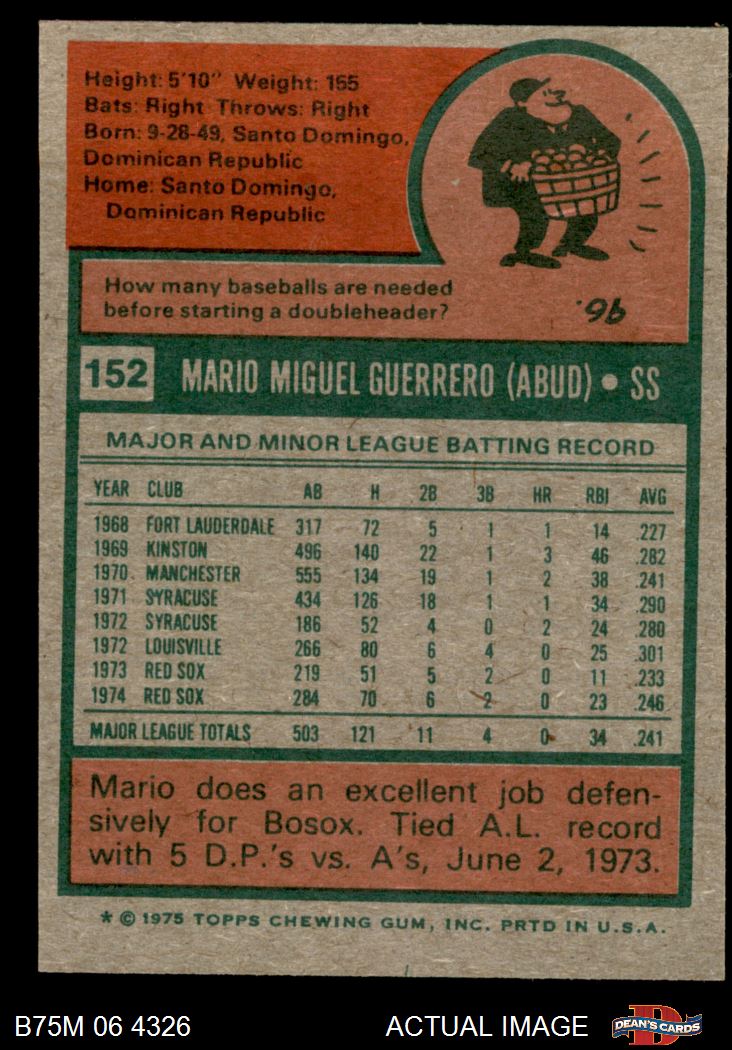 Height: 5'10" Weight: 155
Bats: Right Throws: Right
Born: 9-28-49, Santo Domingo,
Dominican Republic
Home: Santo Domingo,
Dominican Republic
How many baseballs are needed
before starting a doubleheader?
96.
152 MARIO MIGUEL GUERRERO (ABUD) • SS
MAJOR AND MINOR LEAGUE BATTING RECORD
YEAR CLUB AB H 2B 3B HR RBI AVG
1968 FORT LAUDERDALE 317 72 5 1 1 14 .227
1969 KINSTON 496 140 22 1 3 46 .282
1970 MANCHESTER 555 134 19 1 2 38 .241
1971 SYRACUSE 434 126 18 1 1 34 .290
1972 SYRACUSE 186 52 4 0 2 24 .280
1972 LOUISVILLE 266 80 6 4 0 25 .301
1973 RED SOX 219 51 5 2 0 11 .233
1974 RED SOX 284 70 6 2 0 23 .246
MAJOR LEAGUE TOTALS 503 121 11 4 0 34 .241
Mario does an excellent job defen-
sively for Bosox. Tied A.L. record
with 5 D.P.'s vs. A's, June 2, 1973.
* © 1975 TOPPS CHEWING GUM, INC. PRTD IN U.S.A.
B75M 06 4326 ACTUAL IMAGE DEAN'S CARDS